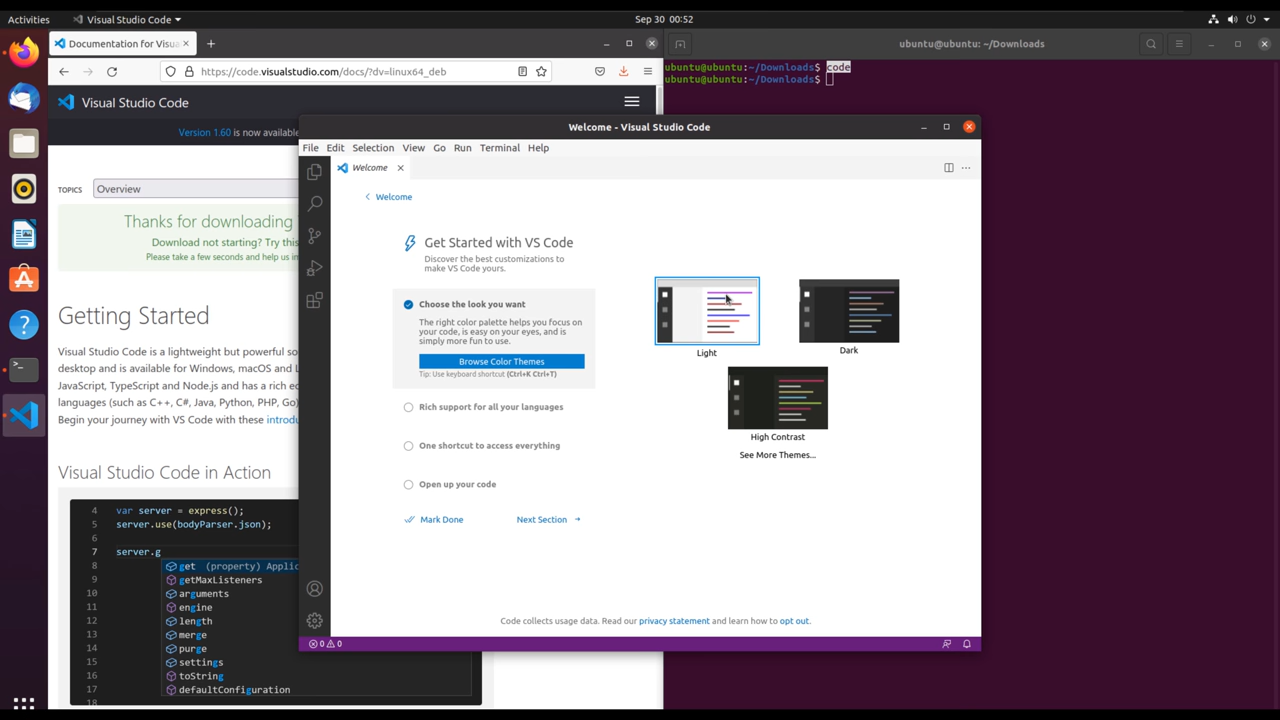 Activities
Visual Studio Code
Sep 30 00:52
Documentation for Visua
https://code.visualstudio.com/docs/?dv=linux64_deb
Visual Studio Code
Version 1.60 is now available
TOPICS
Overview
Thanks for downloading
Download not starting? Try this
Please take a few seconds and help us in
Getting Started
Visual Studio Code is a lightweight but powerful so
desktop and is available for Windows, macOS and L
JavaScript, TypeScript and Node.js and has a rich e
languages (such as C++, C#, Java, Python, PHP, Go)
Begin your journey with VS Code with these introdu
Visual Studio Code in Action
4 var server = express();
5 server.use(bodyParser.json);
7 server.g
8 get (property) Applic
9 getMaxListeners
10 arguments
11 engine
12 length
13 merge
14 purge
15 settings
16 toString
17 defaultConfiguration
18
ubuntu@ubuntu: ~/Downloads
ubuntu@ubuntu:~/Downloads$ code
ubuntu@ubuntu:~/Downloads$
Welcome - Visual Studio Code
File Edit Selection View Go Run Terminal Help
Welcome
Welcome
Get Started with VS Code
Discover the best customizations to
make VS Code yours.
Choose the look you want
The right color palette helps you focus on
your code, is easy on your eyes, and is
simply more fun to use.
Browse Color Themes
Tip: Use keyboard shortcut (Ctrl+K Ctrl+T)
Rich support for all your languages
One shortcut to access everything
Open up your code
Mark Done
Next Section
Light
Dark
High Contrast
See More Themes...
Code collects usage data. Read our privacy statement and learn how to opt out.
0 0